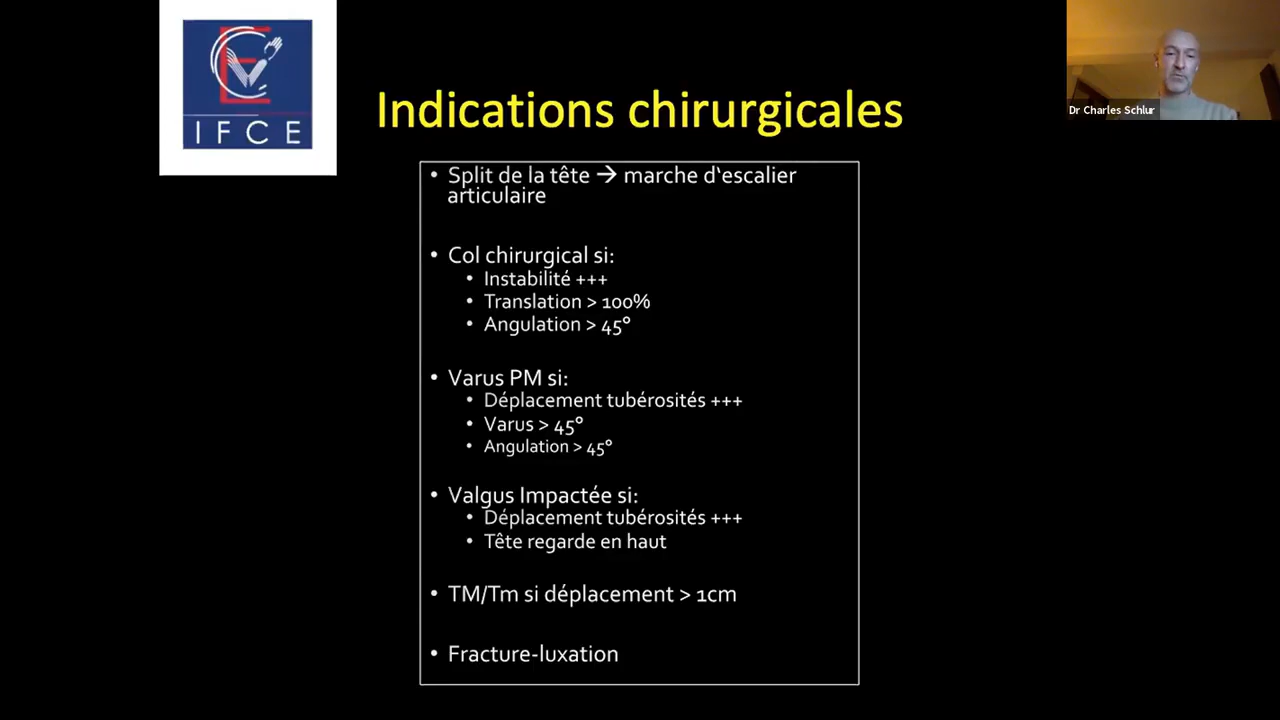 IFCE
Indications chirurgicales
Dr Charles Schlur
• Split de la tête → marche d'escalier
articulaire
• Col chirurgical si:
• Instabilité +++
• Translation > 100%
• Angulation > 45°
• Varus PM si:
• Déplacement tubérosités +++
• Varus > 45°
• Angulation > 45°
• Valgus Impactée si:
• Déplacement tubérosités +++
• Tête regarde en haut
• TM/Tm si déplacement > 1cm
• Fracture-luxation